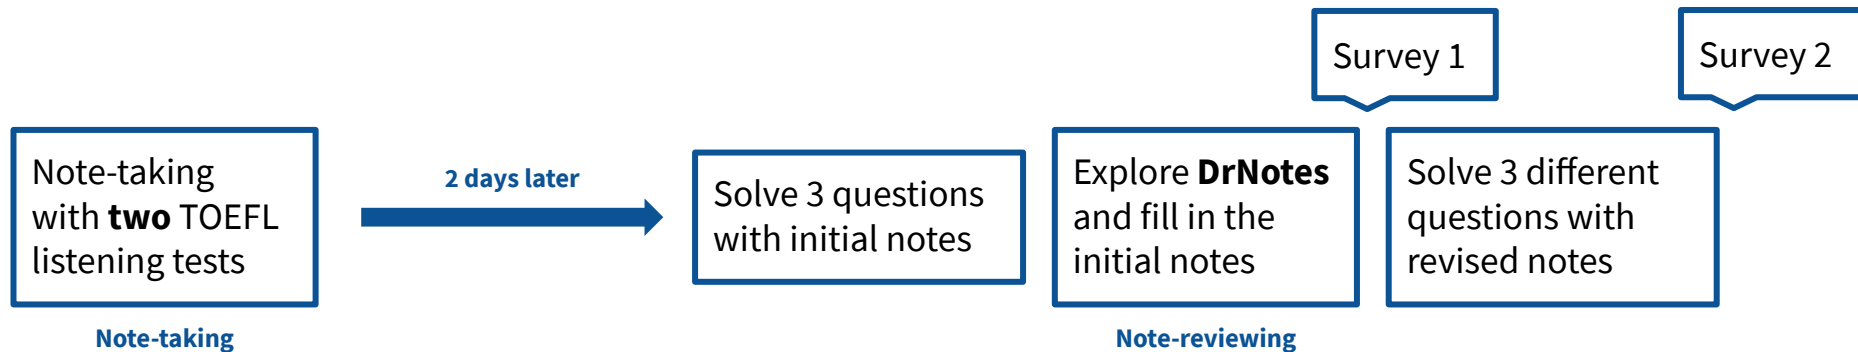 Survey 1
Survey 2
Note-taking
with two TOEFL
listening tests
2 days later
Solve 3 questions
with initial notes
Explore DrNotes
and fill in the
initial notes
Solve 3 different
questions with
revised notes
Note-taking
Note-reviewing